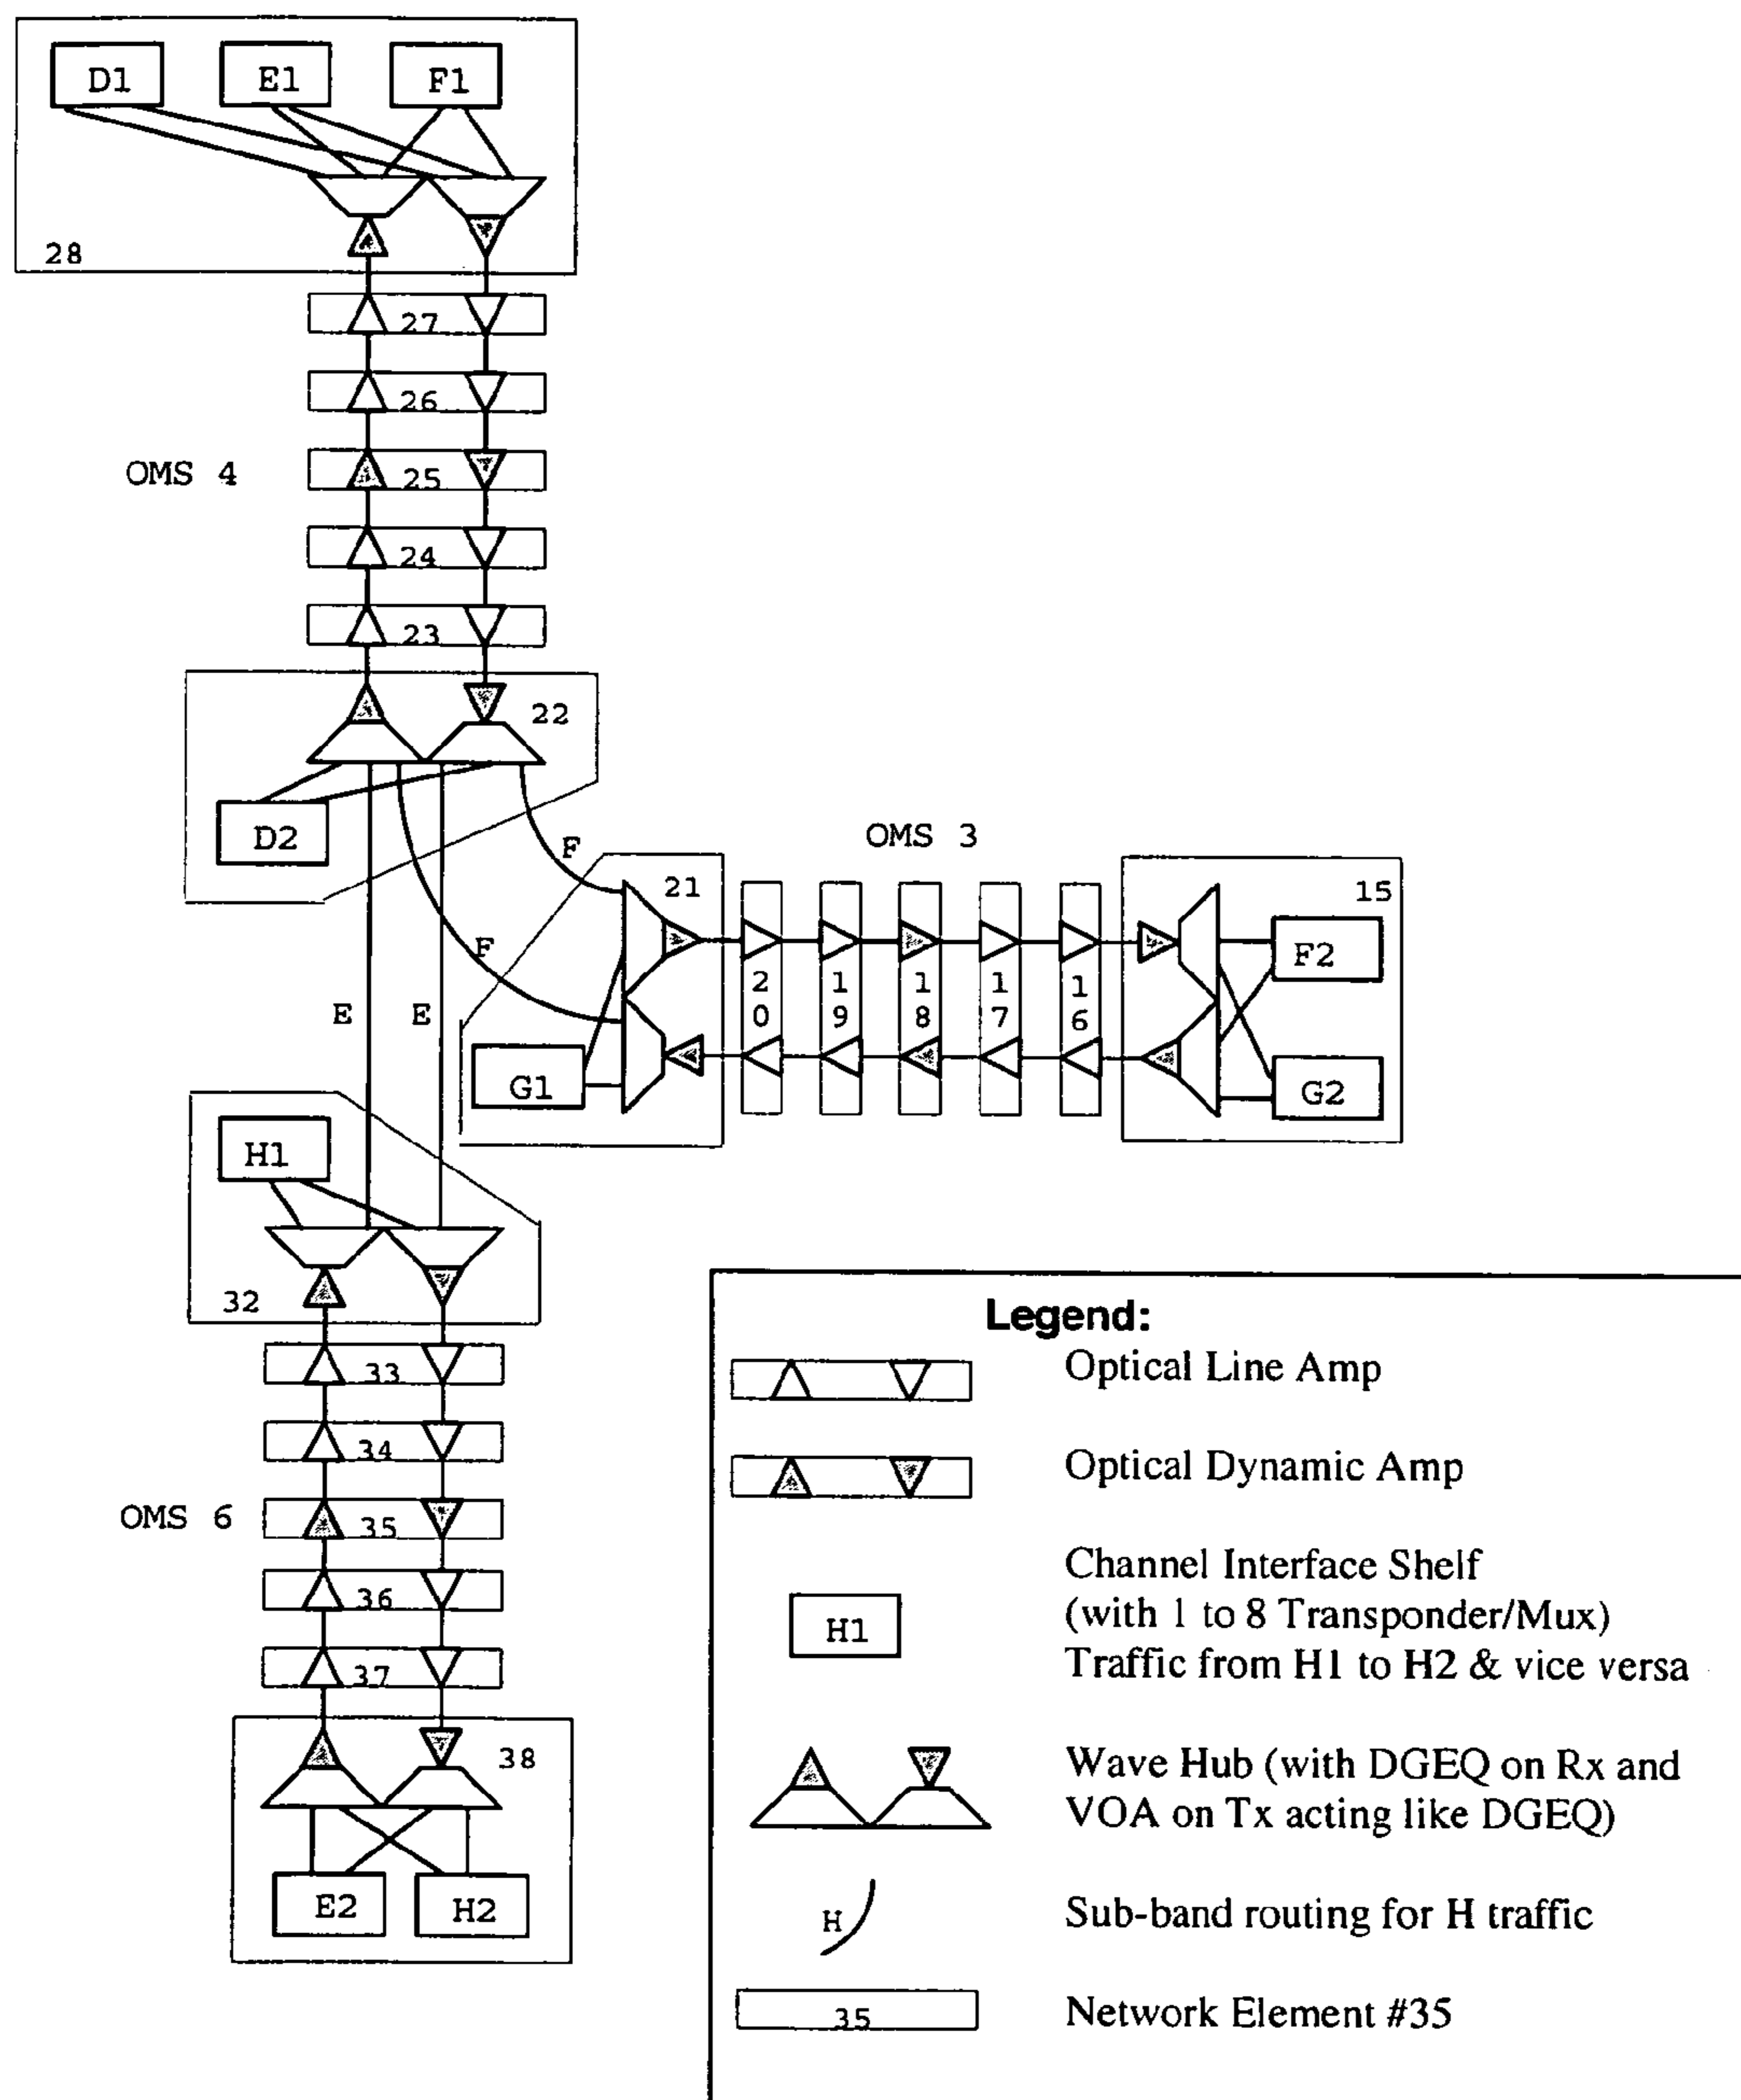 D1 E1 F1
28
27
26
OMS 4
25
24
23
22
D2
OMS 3
F
21
15
F
F2
20
19
18
17
16
E E
G1
G2
H1
32
33
34
OMS 6
35
36
37
38
E2 H2
Legend:
Optical Line Amp
Optical Dynamic Amp
Channel Interface Shelf
(with 1 to 8 Transponder/Mux)
H1
Traffic from H1 to H2 & vice versa
Wave Hub (with DGEQ on Rx and
VOA on Tx acting like DGEQ)
H
Sub-band routing for H traffic
35
Network Element #35